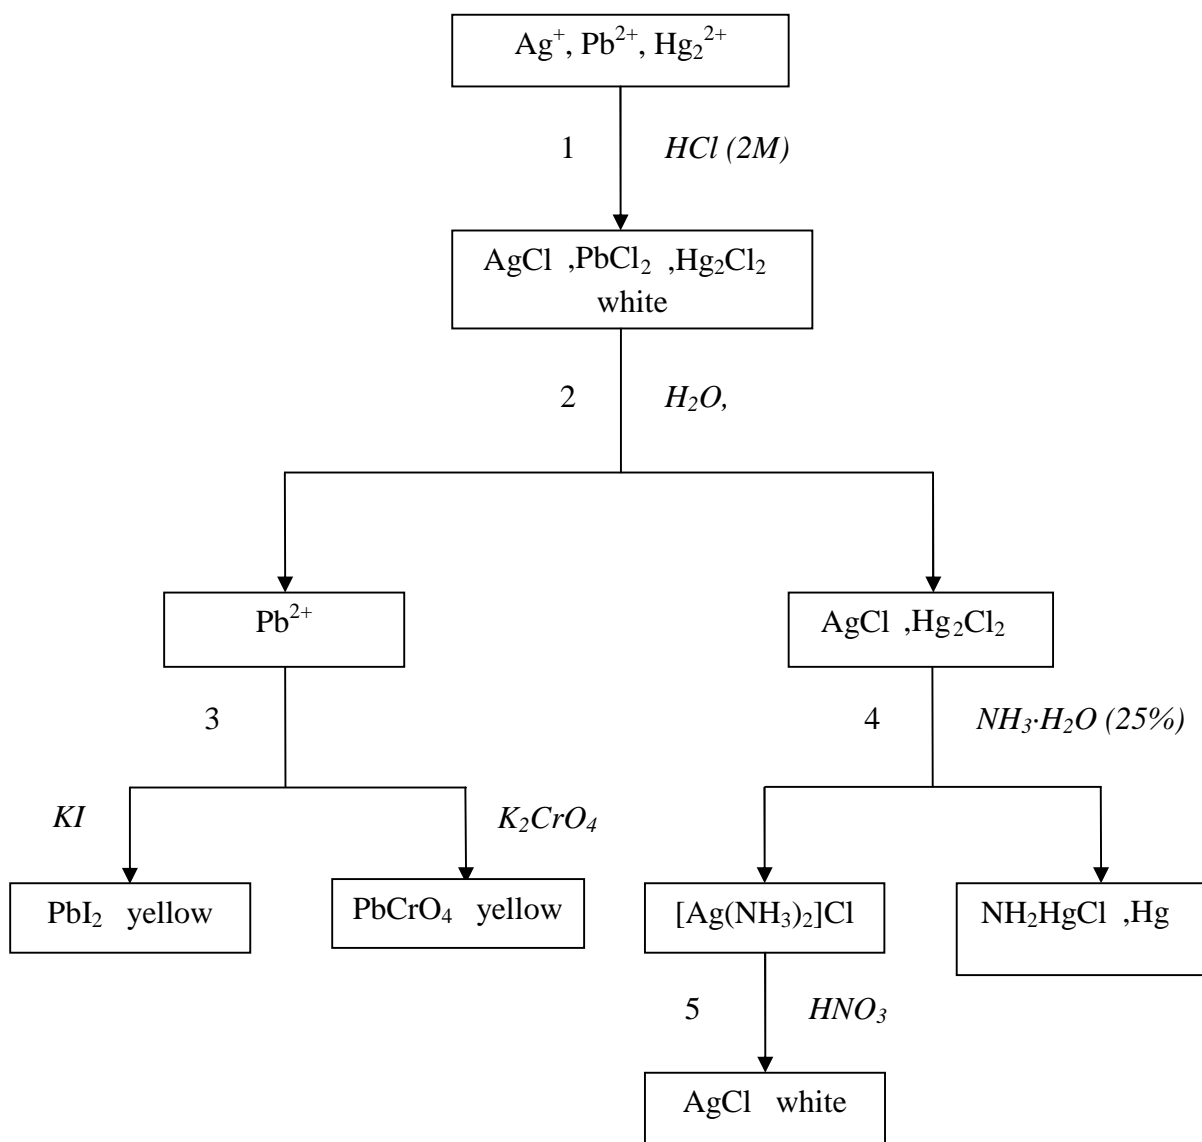 Ag⁺, Pb²⁺, Hg₂²⁺
1 HCl (2M)
AgCl ,PbCl₂ ,Hg₂Cl₂
white
2 H₂O,
Pb²⁺
AgCl ,Hg₂Cl₂
3
4 NH₃·H₂O (25%)
KI
K₂CrO₄
PbI₂ yellow
PbCrO₄ yellow
[Ag(NH₃)₂]Cl
NH₂HgCl ,Hg
5 HNO₃
AgCl white